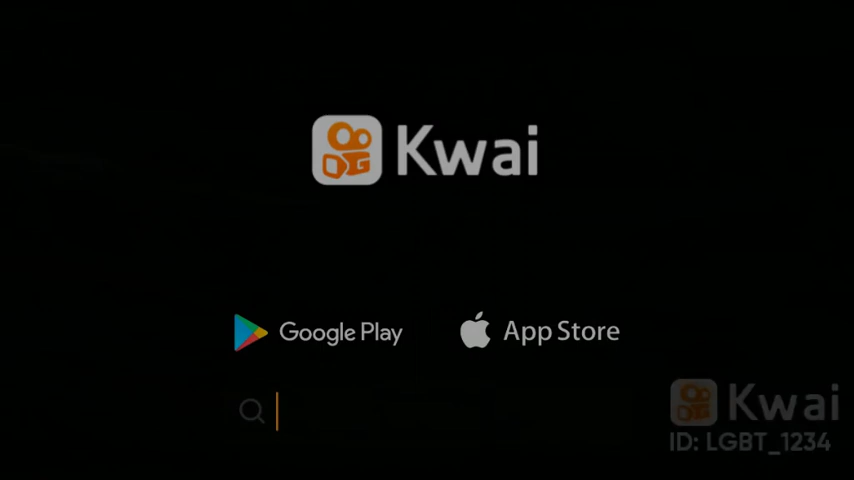 Kwai
Google Play
App Store
Kwai
ID: LGBT_1234